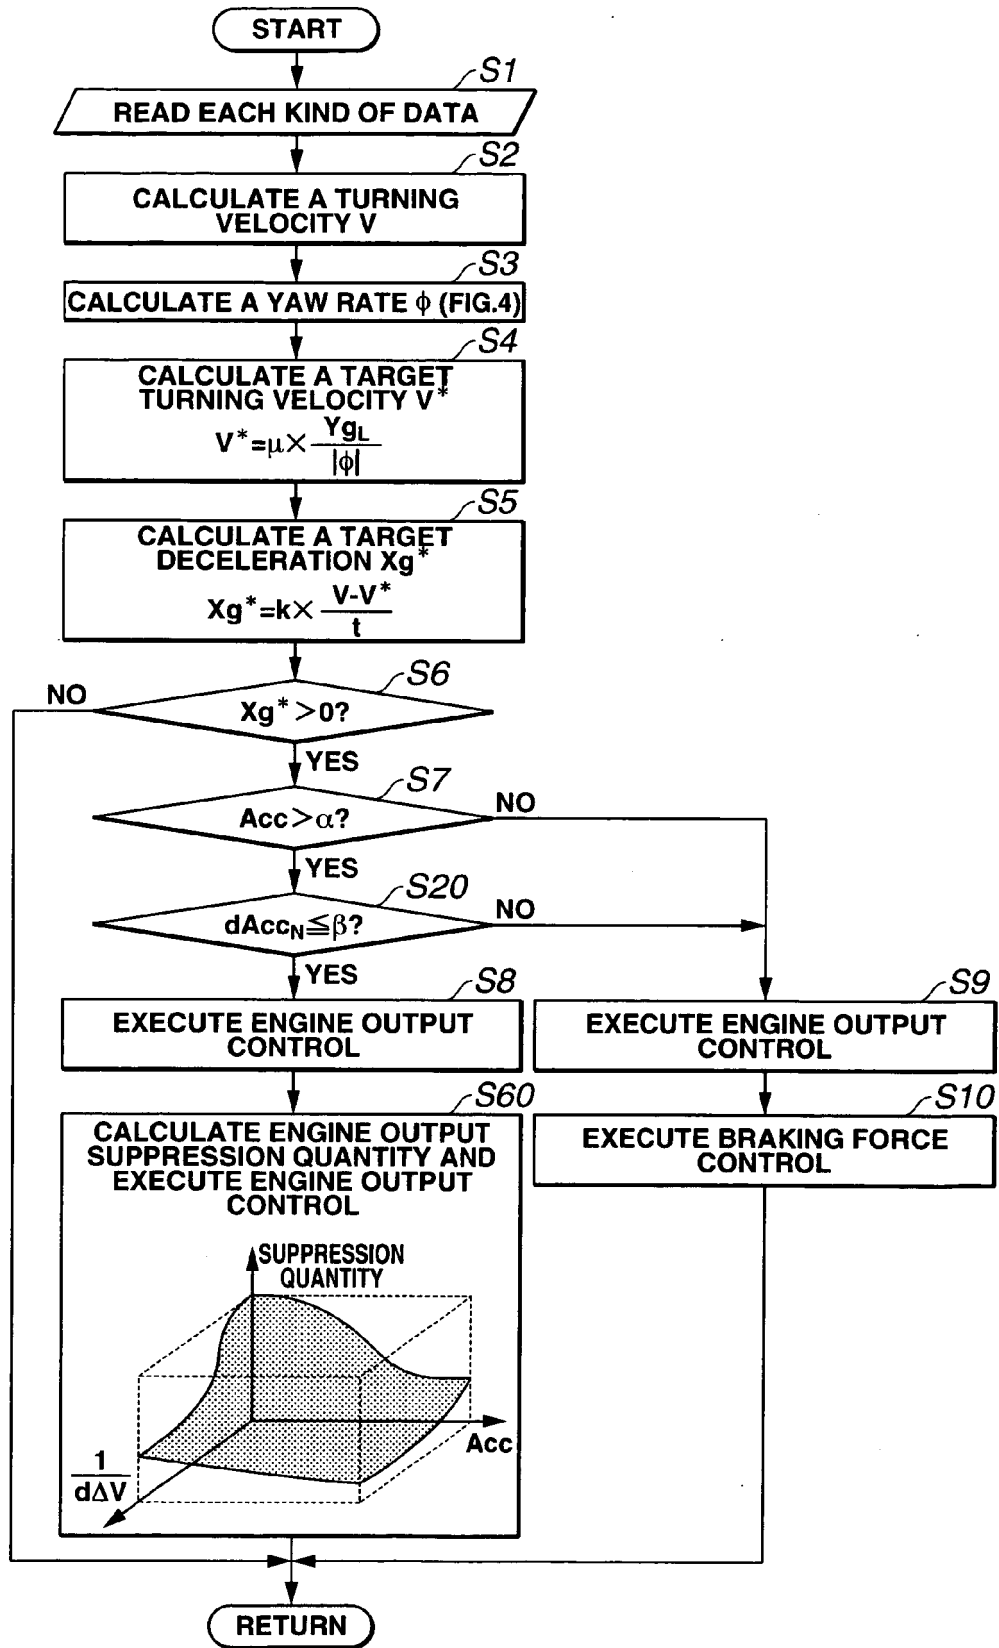 START
S1
READ EACH KIND OF DATA
S2
CALCULATE A TURNING
VELOCITY V
S3
CALCULATE A YAW RATE ϕ (FIG.4)
S4
CALCULATE A TARGET
TURNING VELOCITY V*
V*=μ× YgL / |ϕ|
S5
CALCULATE A TARGET
DECELERATION Xg*
Xg*=k× V-V* / t
S6
NO
Xg*>0?
YES
S7
Acc>α?
NO
YES
S20
dAccN≦β?
NO
YES
S8
EXECUTE ENGINE OUTPUT
CONTROL
S9
EXECUTE ENGINE OUTPUT
CONTROL
S60
CALCULATE ENGINE OUTPUT
SUPPRESSION QUANTITY AND
EXECUTE ENGINE OUTPUT
CONTROL
S10
EXECUTE BRAKING FORCE
CONTROL
SUPPRESSION
QUANTITY
Acc
1 / dΔV
RETURN